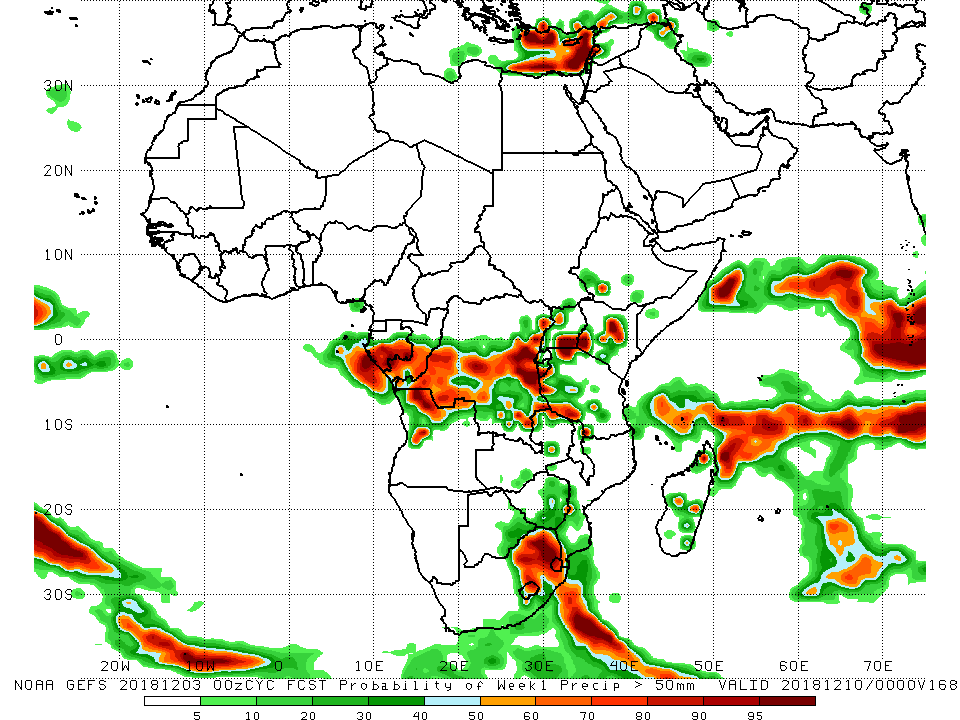 30N
20N
10N
0
10S
20S
30S
20W 10W 0 10E 20E 30E 40E 50E 60E 70E
NOAA GEFS 20181203 00zCYC FCST Probability of Week1 Precip > 50mm VALID 20181210/0000V168
5 10 20 30 40 50 60 70 80 90 95